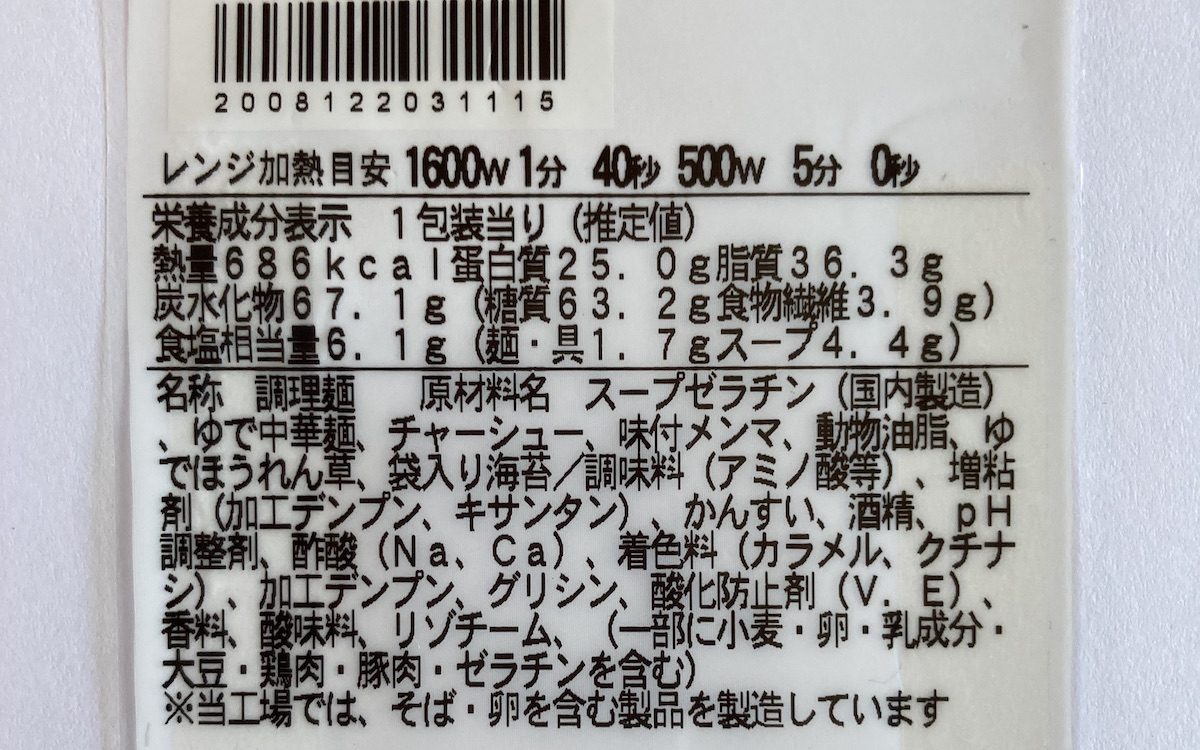 2008122031115
レンジ加熱目安 1600W 1分 40秒 500W 5分 0秒
栄養成分表示 1包装当り(推定値)
熱量686kcal蛋白質25.0g脂質36.3g
炭水化物67.1g(糖質63.2g食物繊維3.9g)
食塩相当量6.1g(麺・具1.7gスープ4.4g)
名称 調理麺 原材料名 スープゼラチン(国内製造)
、ゆで中華麺、チャーシュー、味付メンマ、動物油脂、ゆ
でほうれん草、袋入り海苔/調味料(アミノ酸等)、増粘
剤(加工デンプン、キサンタン)、かんすい、酒精、pH
調整剤、酢酸(Na、Ca)、着色料(カラメル、クチナ
シ)、加工デンプン、グリシン、酸化防止剤(V.E)、
香料、酸味料、リゾチーム、(一部に小麦・卵・乳成分・
大豆・鶏肉・豚肉・ゼラチンを含む)
※当工場では、そば・卵を含む製品を製造しています